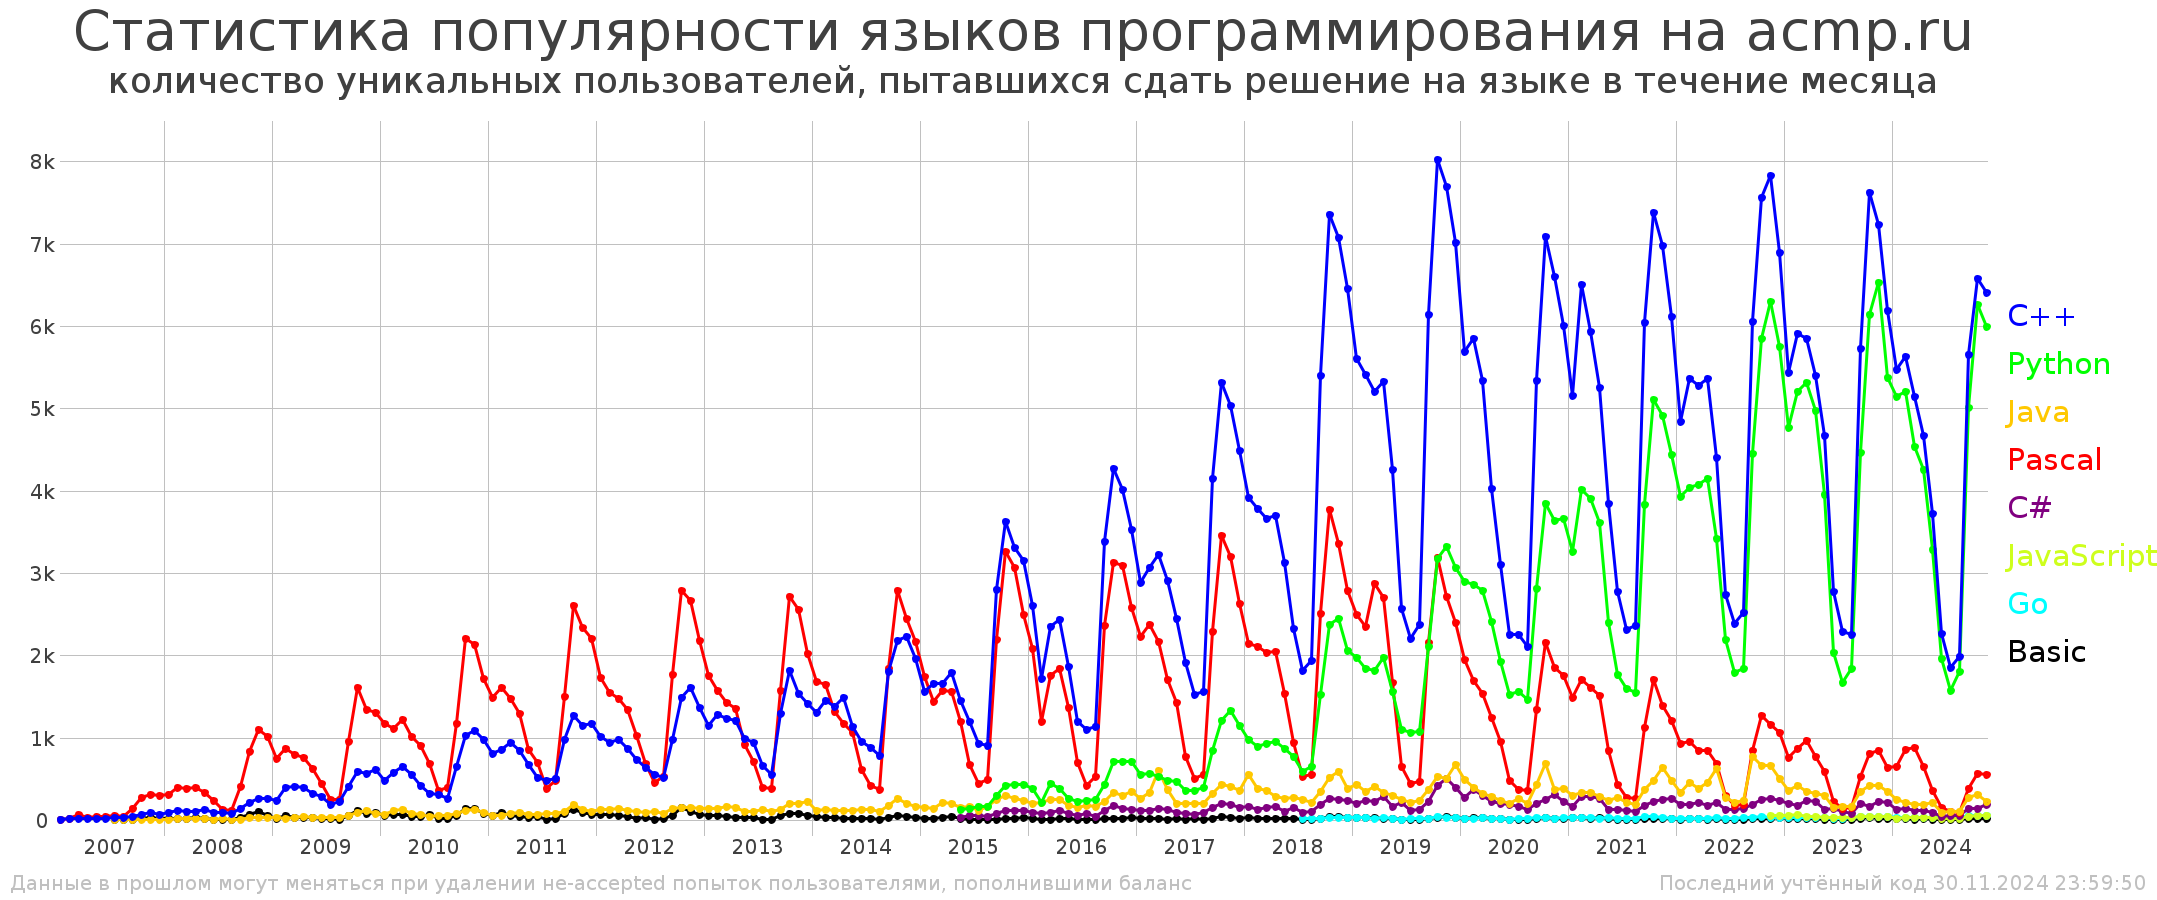 Статистика популярности языков программирования на acmp.ru
количество уникальных пользователей, пытавшихся сдать решение на языке в течение месяца
8k
7k
6k
5k
4k
3k
2k
1k
0
C++
Python
Java
Pascal
C#
JavaScript
Go
Basic
2007 2008 2009 2010 2011 2012 2013 2014 2015 2016 2017 2018 2019 2020 2021 2022 2023 2024
Данные в прошлом могут меняться при удалении не-accepted попыток пользователями, пополнившими баланс
Последний учтённый код 30.11.2024 23:59:50